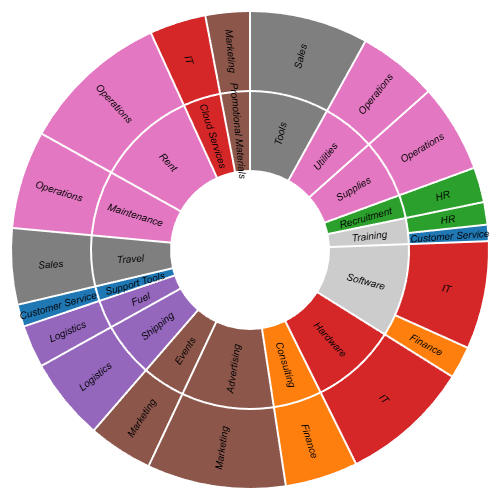 Sales
Operations
Operations
HR
HR
Customer Service
IT
Finance
IT
Finance
Marketing
Marketing
Logistics
Logistics
Customer Service
Sales
Operations
Operations
IT
Marketing
Tools
Utilities
Supplies
Recruitment
Training
Software
Hardware
Consulting
Advertising
Events
Shipping
Fuel
Support Tools
Travel
Maintenance
Rent
Cloud Services
Promotional Materials